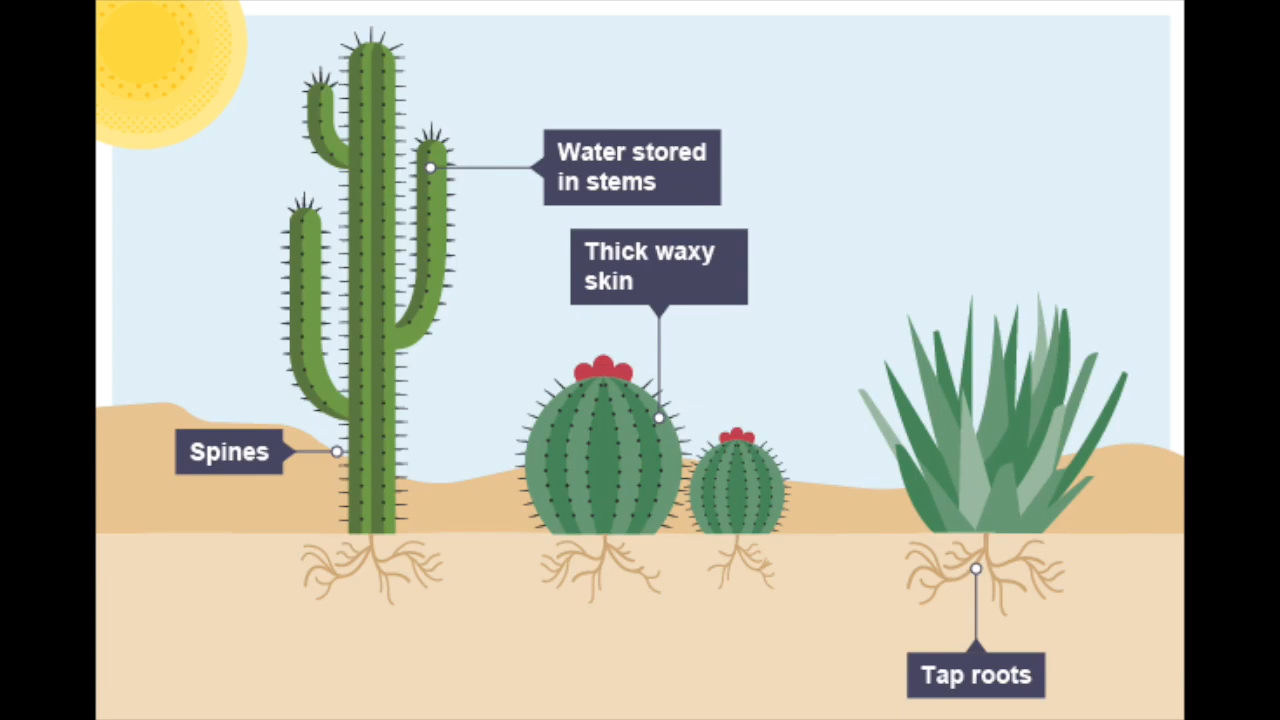 Water stored
in stems
Thick waxy
skin
Spines
Tap roots